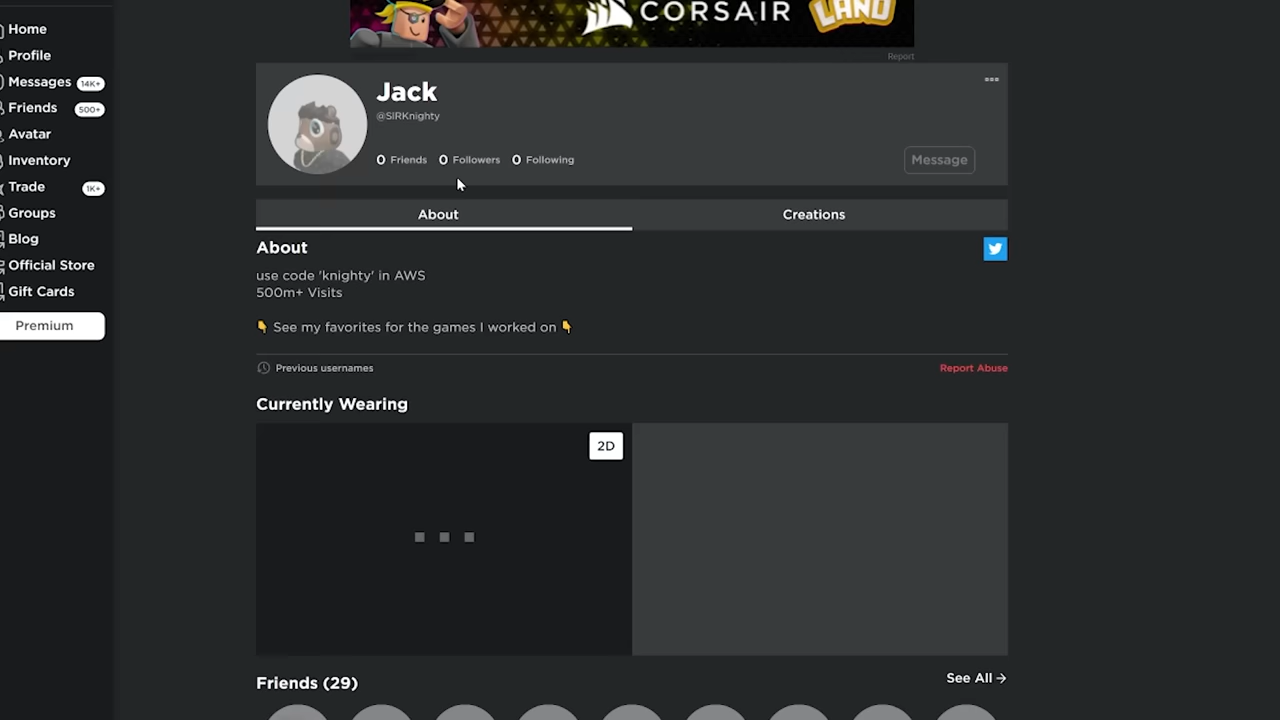 CORSAIR LAND
Report
Home
Profile
Messages 14K+
Friends 500+
Avatar
Inventory
Trade 1K+
Groups
Blog
Official Store
Gift Cards
Premium
Jack
@SIRKnighty
0 Friends 0 Followers 0 Following
Message
About Creations
About
use code 'knighty' in AWS
500m+ Visits
👇 See my favorites for the games I worked on 👇
Previous usernames
Report Abuse
Currently Wearing
2D
Friends (29)
See All →